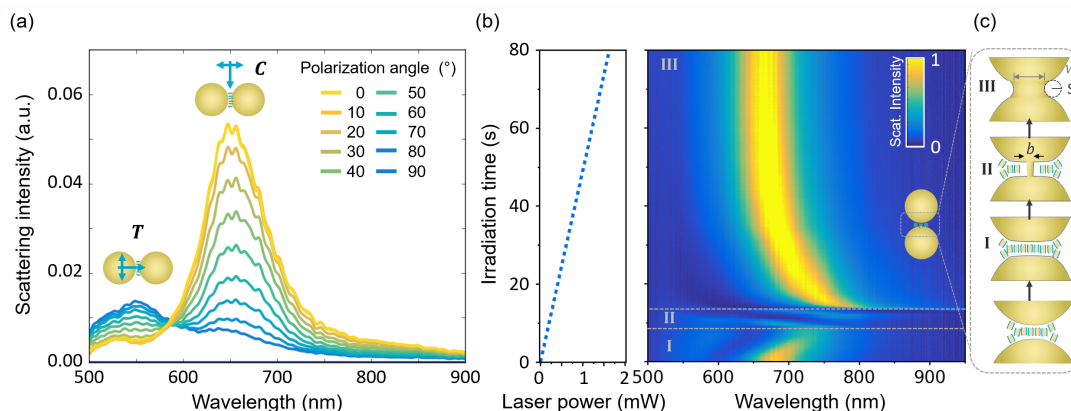 (a)
Scattering intensity (a.u.)
0.06
0.04
0.02
0.00
500
600
700
800
900
Wavelength (nm)
C
T
Polarization angle (°)
0
10
20
30
40
50
60
70
80
90
(b)
Irradiation time (s)
80
60
40
20
0
0
1
2
Laser power (mW)
III
II
I
Scat. Intensity
1
0
500
600
700
800
900
Wavelength (nm)
(c)
III
II
b
I